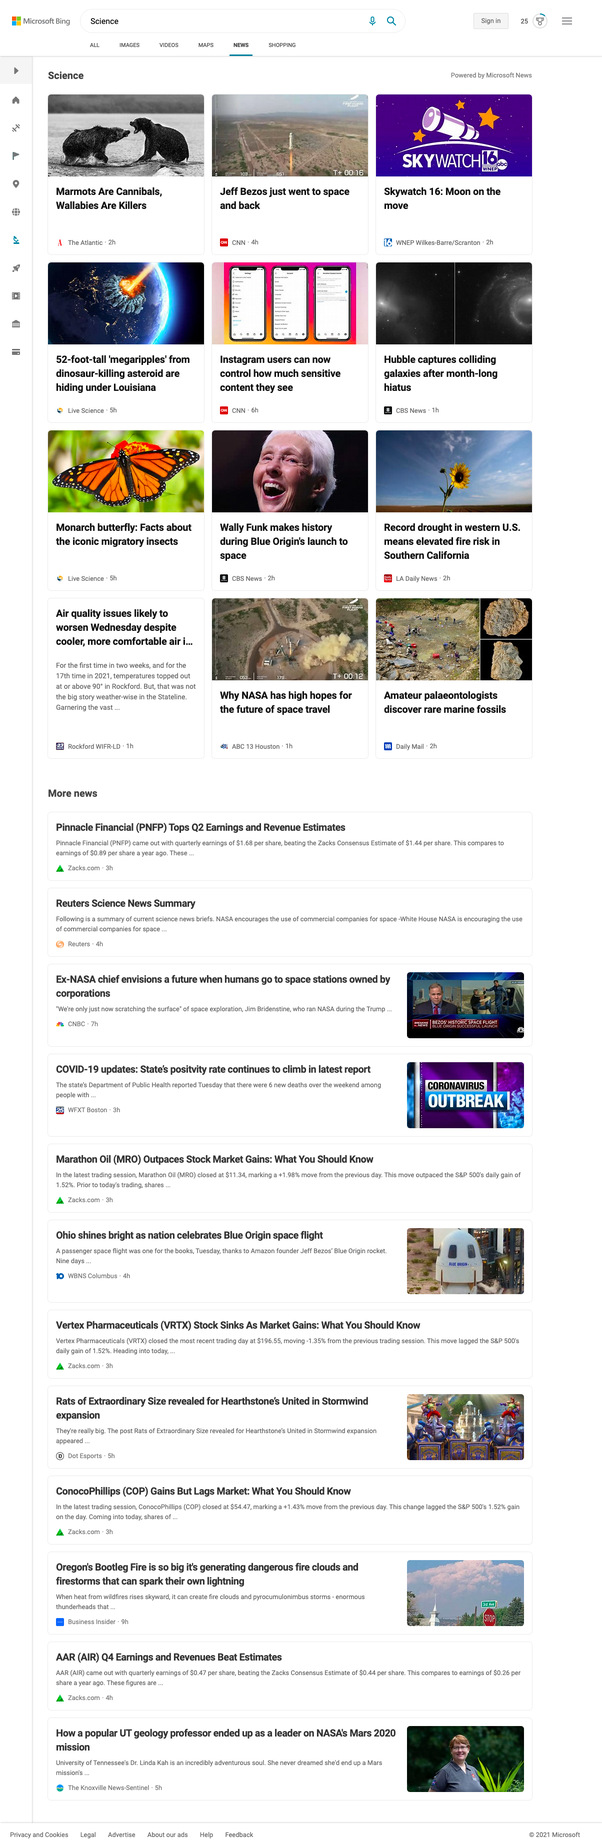 Microsoft Bing
Science
Sign in
25
ALL
IMAGES
VIDEOS
MAPS
NEWS
SHOPPING
Science
Powered by Microsoft News
T+ 00:16
SKYWATCH 16
abc
WNEP
Marmots Are Cannibals,
Wallabies Are Killers
The Atlantic · 2h
Jeff Bezos just went to space
and back
CNN · 4h
Skywatch 16: Moon on the
move
WNEP Wilkes-Barre/Scranton · 2h
52-foot-tall 'megaripples' from
dinosaur-killing asteroid are
hiding under Louisiana
Live Science · 5h
Instagram users can now
control how much sensitive
content they see
CNN · 6h
Hubble captures colliding
galaxies after month-long
hiatus
CBS News · 1h
Monarch butterfly: Facts about
the iconic migratory insects
Live Science · 5h
Wally Funk makes history
during Blue Origin's launch to
space
CBS News · 2h
Record drought in western U.S.
means elevated fire risk in
Southern California
LA Daily News · 2h
Air quality issues likely to
worsen Wednesday despite
cooler, more comfortable air i...
For the first time in two weeks, and for the
17th time in 2021, temperatures topped out
at or above 90° in Rockford. But, that was not
the big story weather-wise in the Stateline.
Garnering the vast ...
Rockford WIFR-LD · 1h
T+ 00:12
Why NASA has high hopes for
the future of space travel
ABC 13 Houston · 1h
Amateur palaeontologists
discover rare marine fossils
Daily Mail · 2h
More news
Pinnacle Financial (PNFP) Tops Q2 Earnings and Revenue Estimates
Pinnacle Financial (PNFP) came out with quarterly earnings of $1.68 per share, beating the Zacks Consensus Estimate of $1.44 per share. This compares to
earnings of $0.89 per share a year ago. These ...
Zacks.com · 3h
Reuters Science News Summary
Following is a summary of current science news briefs. NASA encourages the use of commercial companies for space -White House NASA is encouraging the use
of commercial companies for space ...
Reuters · 4h
Ex-NASA chief envisions a future when humans go to space stations owned by
corporations
"We're only just now scratching the surface" of space exploration, Jim Bridenstine, who ran NASA during the Trump ...
CNBC · 7h
BEZOS' HISTORIC SPACE FLIGHT
BLUE ORIGIN SUCCESSFUL LAUNCH
COVID-19 updates: State's positvity rate continues to climb in latest report
The state's Department of Public Health reported Tuesday that there were 6 new deaths over the weekend among
people with ...
WFXT Boston · 3h
CORONAVIRUS
OUTBREAK
Marathon Oil (MRO) Outpaces Stock Market Gains: What You Should Know
In the latest trading session, Marathon Oil (MRO) closed at $11.34, marking a +1.98% move from the previous day. This move outpaced the S&P 500's daily gain of
1.52%. Prior to today's trading, shares ...
Zacks.com · 3h
Ohio shines bright as nation celebrates Blue Origin space flight
A passenger space flight was one for the books, Tuesday, thanks to Amazon founder Jeff Bezos' Blue Origin rocket.
Nine days ...
WBNS Columbus · 4h
BLUE ORIGIN
Vertex Pharmaceuticals (VRTX) Stock Sinks As Market Gains: What You Should Know
Vertex Pharmaceuticals (VRTX) closed the most recent trading day at $196.55, moving -1.35% from the previous trading session. This move lagged the S&P 500's
daily gain of 1.52%. Heading into today, ...
Zacks.com · 3h
Rats of Extraordinary Size revealed for Hearthstone's United in Stormwind
expansion
They're really big. The post Rats of Extraordinary Size revealed for Hearthstone's United in Stormwind expansion
appeared ...
Dot Esports · 5h
ConocoPhillips (COP) Gains But Lags Market: What You Should Know
In the latest trading session, ConocoPhillips (COP) closed at $54.47, marking a +1.43% move from the previous day. This change lagged the S&P 500's 1.52% gain
on the day. Coming into today, shares of ...
Zacks.com · 3h
Oregon's Bootleg Fire is so big it's generating dangerous fire clouds and
firestorms that can spark their own lightning
When heat from wildfires rises skyward, it can create fire clouds and pyrocumulonimbus storms - enormous
thunderheads that ...
Business Insider · 9h
STOP
AAR (AIR) Q4 Earnings and Revenues Beat Estimates
AAR (AIR) came out with quarterly earnings of $0.47 per share, beating the Zacks Consensus Estimate of $0.44 per share. This compares to earnings of $0.26 per
share a year ago. These figures are ...
Zacks.com · 4h
How a popular UT geology professor ended up as a leader on NASA's Mars 2020
mission
University of Tennessee's Dr. Linda Kah is an incredibly adventurous soul. She never dreamed she'd end up a Mars
mission's ...
The Knoxville News-Sentinel · 5h
Privacy and Cookies
Legal
Advertise
About our ads
Help
Feedback
© 2021 Microsoft